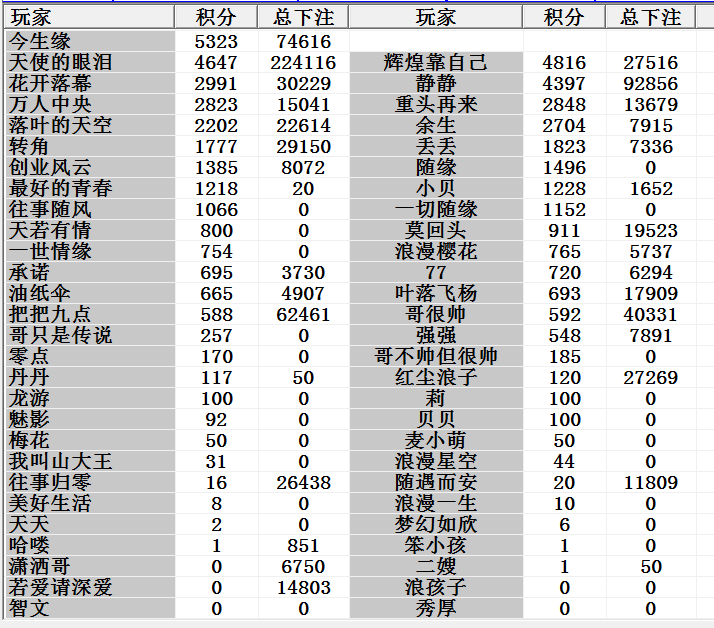 玩家 积分 总下注 玩家 积分 总下注
今生缘 5323 74616
天使的眼泪 4647 224116 辉煌靠自己 4816 27516
花开落幕 2991 30229 静静 4397 92856
万人中央 2823 15041 重头再来 2848 13679
落叶的天空 2202 22614 余生 2704 7915
转角 1777 29150 丢丢 1823 7336
创业风云 1385 8072 随缘 1496 0
最好的青春 1218 20 小贝 1228 1652
往事随风 1066 0 一切随缘 1152 0
天若有情 800 0 莫回头 911 19523
一世情缘 754 0 浪漫樱花 765 5737
承诺 695 3730 77 720 6294
油纸伞 665 4907 叶落飞杨 693 17909
把把九点 588 62461 哥很帅 592 40331
哥只是传说 257 0 强强 548 7891
零点 170 0 哥不帅但很帅 185 0
丹丹 117 50 红尘浪子 120 27269
龙游 100 0 莉 100 0
魅影 92 0 贝贝 100 0
梅花 50 0 麦小萌 50 0
我叫山大王 31 0 浪漫星空 44 0
往事归零 16 26438 随遇而安 20 11809
美好生活 8 0 浪漫一生 10 0
天天 2 0 梦幻如欣 6 0
哈喽 1 851 笨小孩 1 0
潇洒哥 0 6750 二嫂 1 50
若爱请深爱 0 14803 浪孩子 0 0
智文 0 0 秀厚 0 0